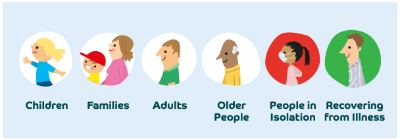 Children
Families
Adults
Older
People
People in
Isolation
Recovering
from Illness